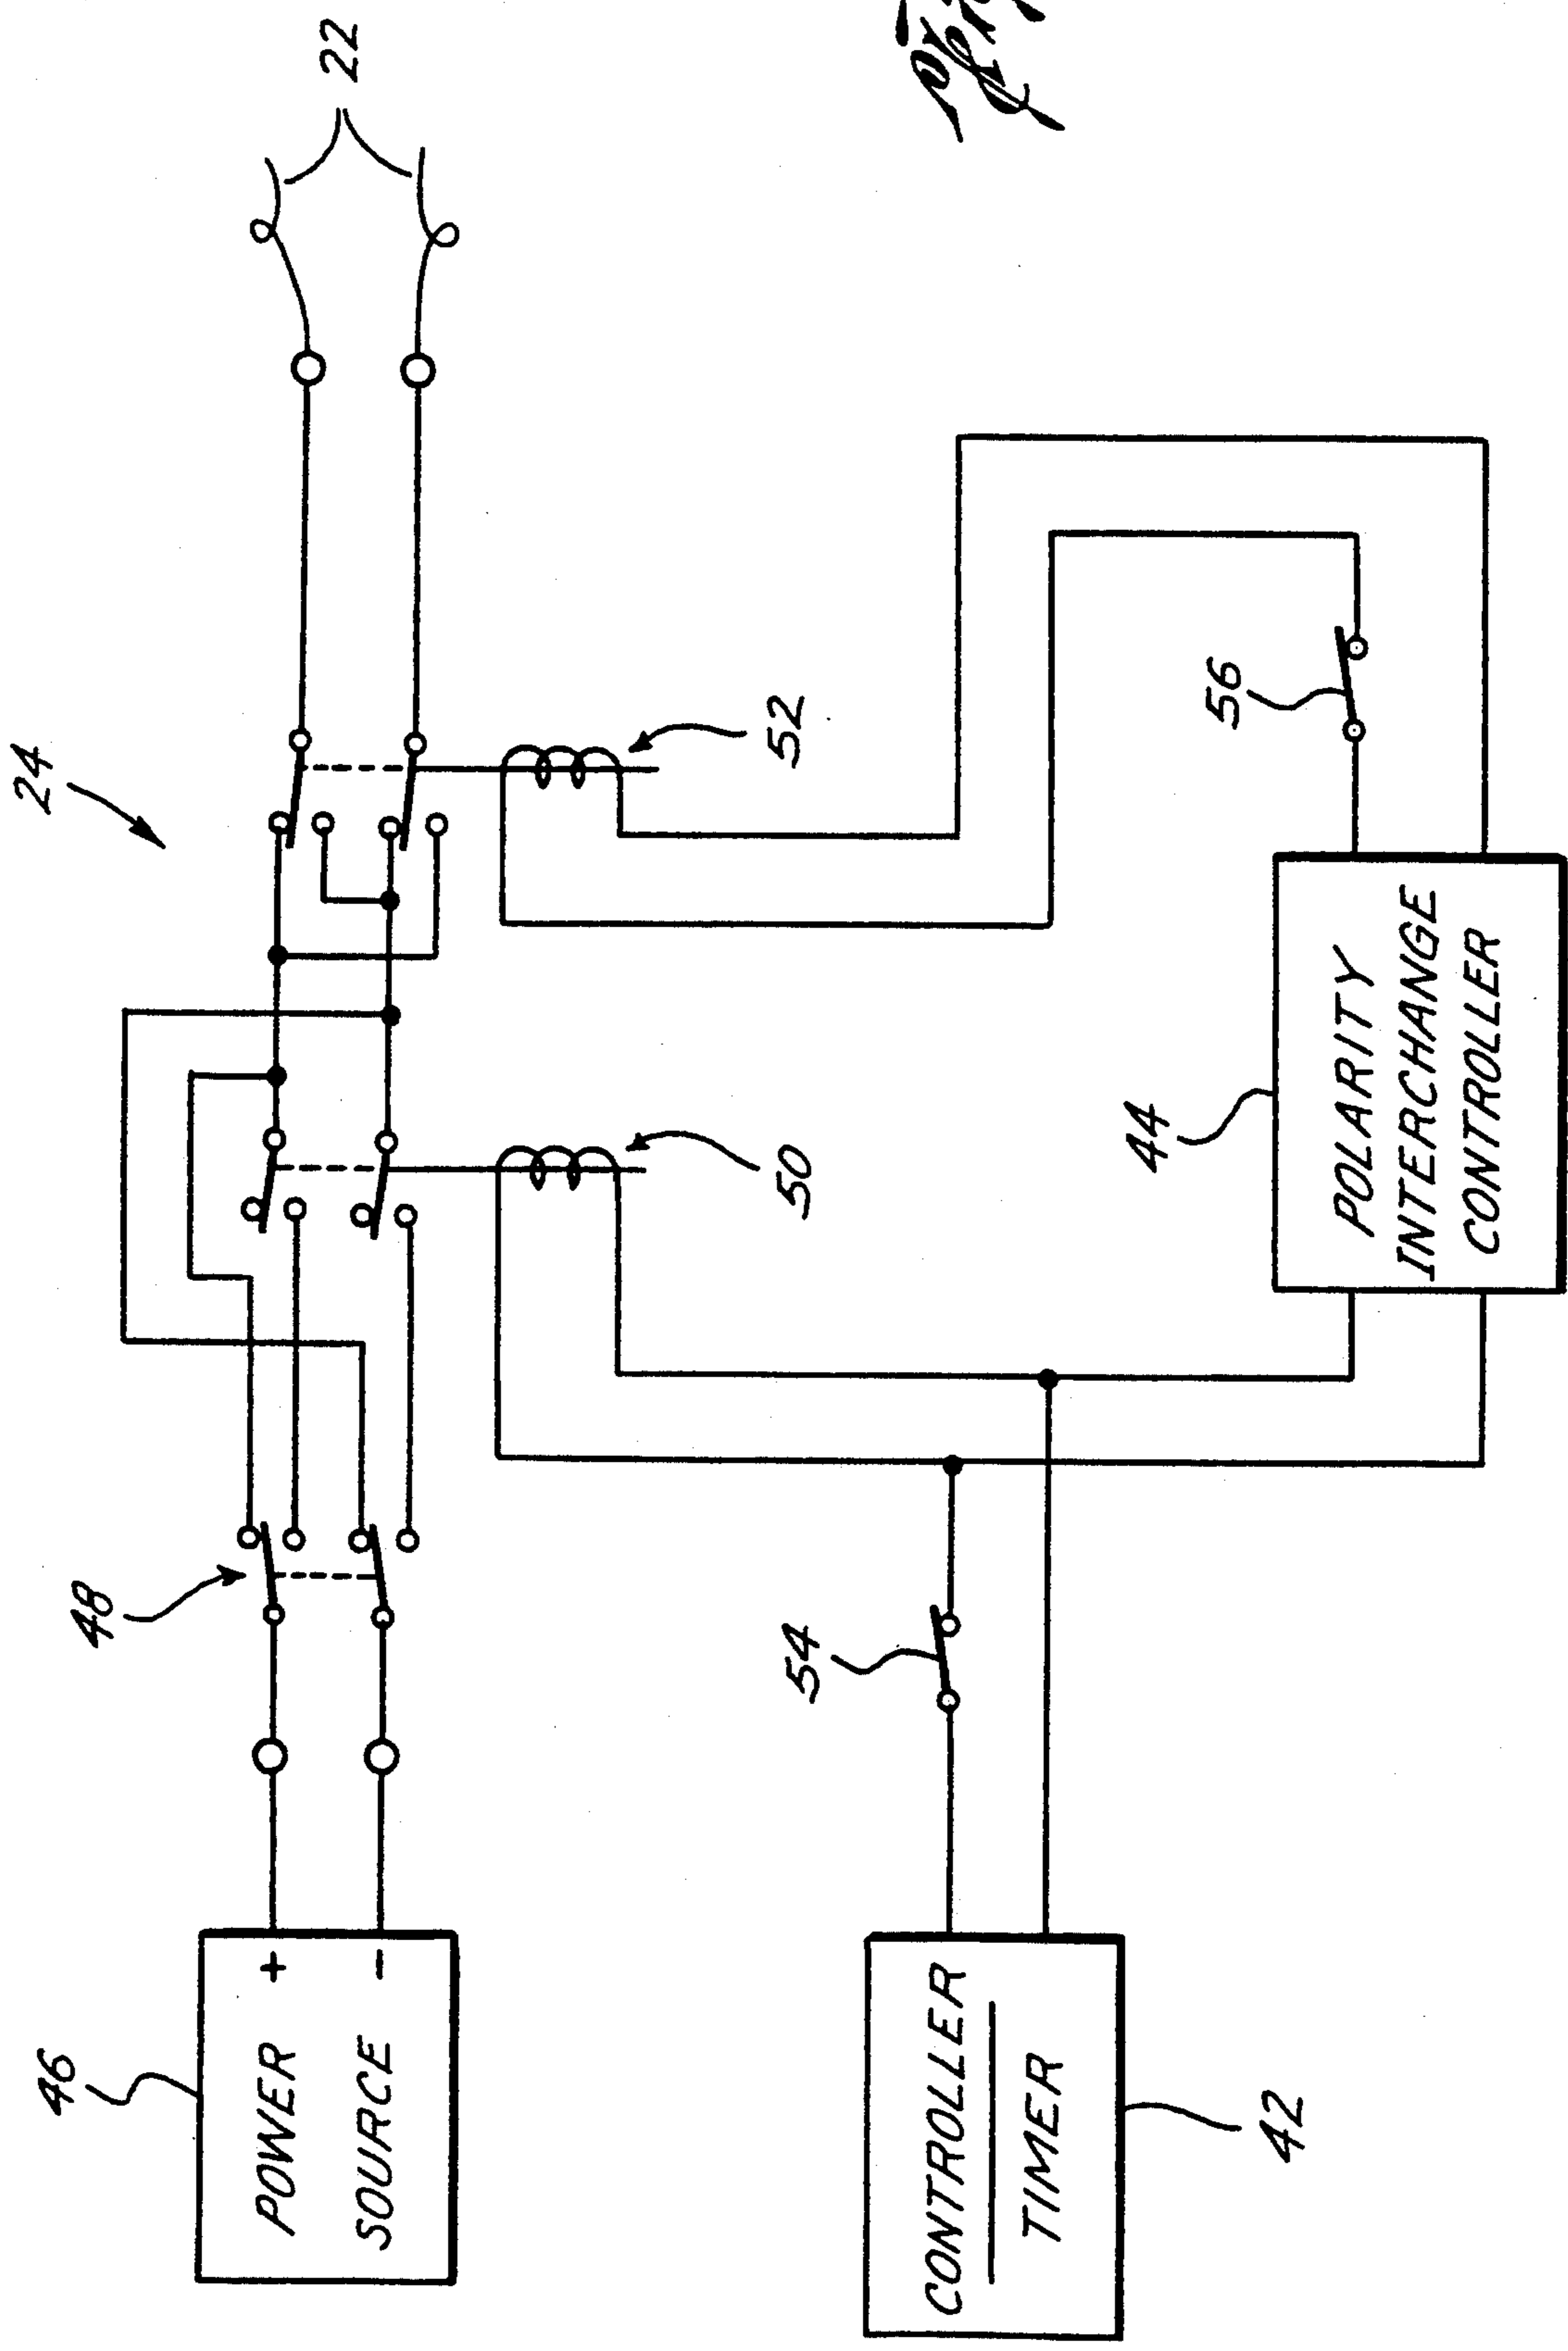 22
24
46
POWER +
SOURCE -
48
50
52
54
56
CONTROLLER
TIMER
42
44
POLARITY
INTERCHANGE
CONTROLLER